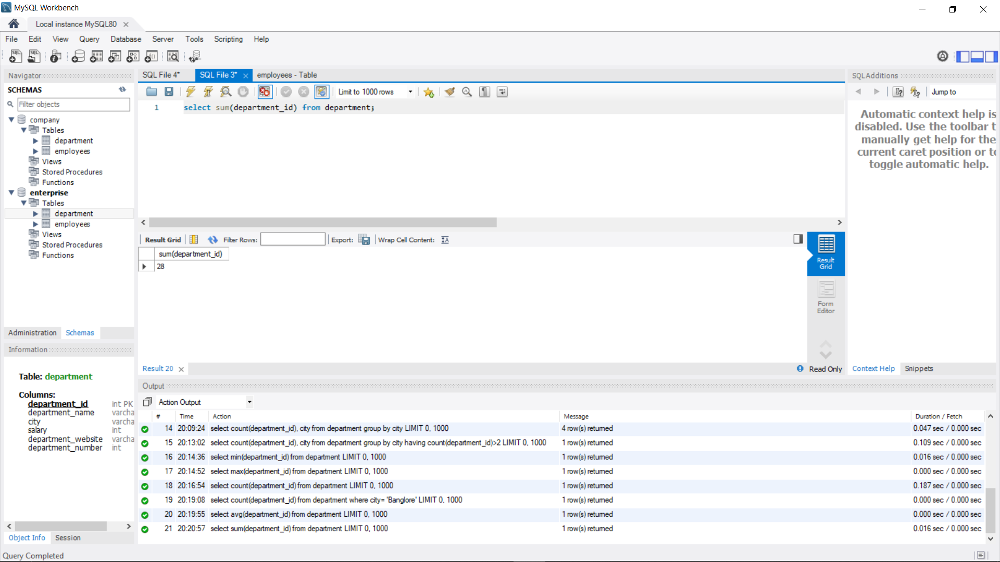 MySQL Workbench
Local instance MySQL80
File Edit View Query Database Server Tools Scripting Help
Navigator
SCHEMAS
Filter objects
company
Tables
department
employees
Views
Stored Procedures
Functions
enterprise
Tables
department
employees
Views
Stored Procedures
Functions
Administration Schemas
Information
Table: department
Columns:
department_id int PK
department_name varcha
city varcha
salary int
department_website varcha
department_number int
Object Info Session
Query Completed
SQL File 4* SQL File 3* employees - Table
Limit to 1000 rows
1 select sum(department_id) from department;
Result Grid Filter Rows: Export: Wrap Cell Content:
sum(department_id)
28
Result
Grid
Form
Editor
Result 20
Read Only
SQLAdditions
Jump to
Automatic context help is
disabled. Use the toolbar t
manually get help for the
current caret position or to
toggle automatic help.
Context Help Snippets
Output
Action Output
# Time Action Message Duration / Fetch
14 20:09:24 select count(department_id), city from department group by city LIMIT 0, 1000 4 row(s) returned 0.047 sec / 0.000 sec
15 20:13:02 select count(department_id), city from department group by city having count(department_id)>2 LIMIT 0, 1000 1 row(s) returned 0.109 sec / 0.000 sec
16 20:14:36 select min(department_id) from department LIMIT 0, 1000 1 row(s) returned 0.016 sec / 0.000 sec
17 20:14:52 select max(department_id) from department LIMIT 0, 1000 1 row(s) returned 0.000 sec / 0.000 sec
18 20:16:54 select count(department_id) from department LIMIT 0, 1000 1 row(s) returned 0.187 sec / 0.000 sec
19 20:19:08 select count(department_id) from department where city= 'Banglore' LIMIT 0, 1000 1 row(s) returned 0.000 sec / 0.000 sec
20 20:19:55 select avg(department_id) from department LIMIT 0, 1000 1 row(s) returned 0.000 sec / 0.000 sec
21 20:20:57 select sum(department_id) from department LIMIT 0, 1000 1 row(s) returned 0.016 sec / 0.000 sec